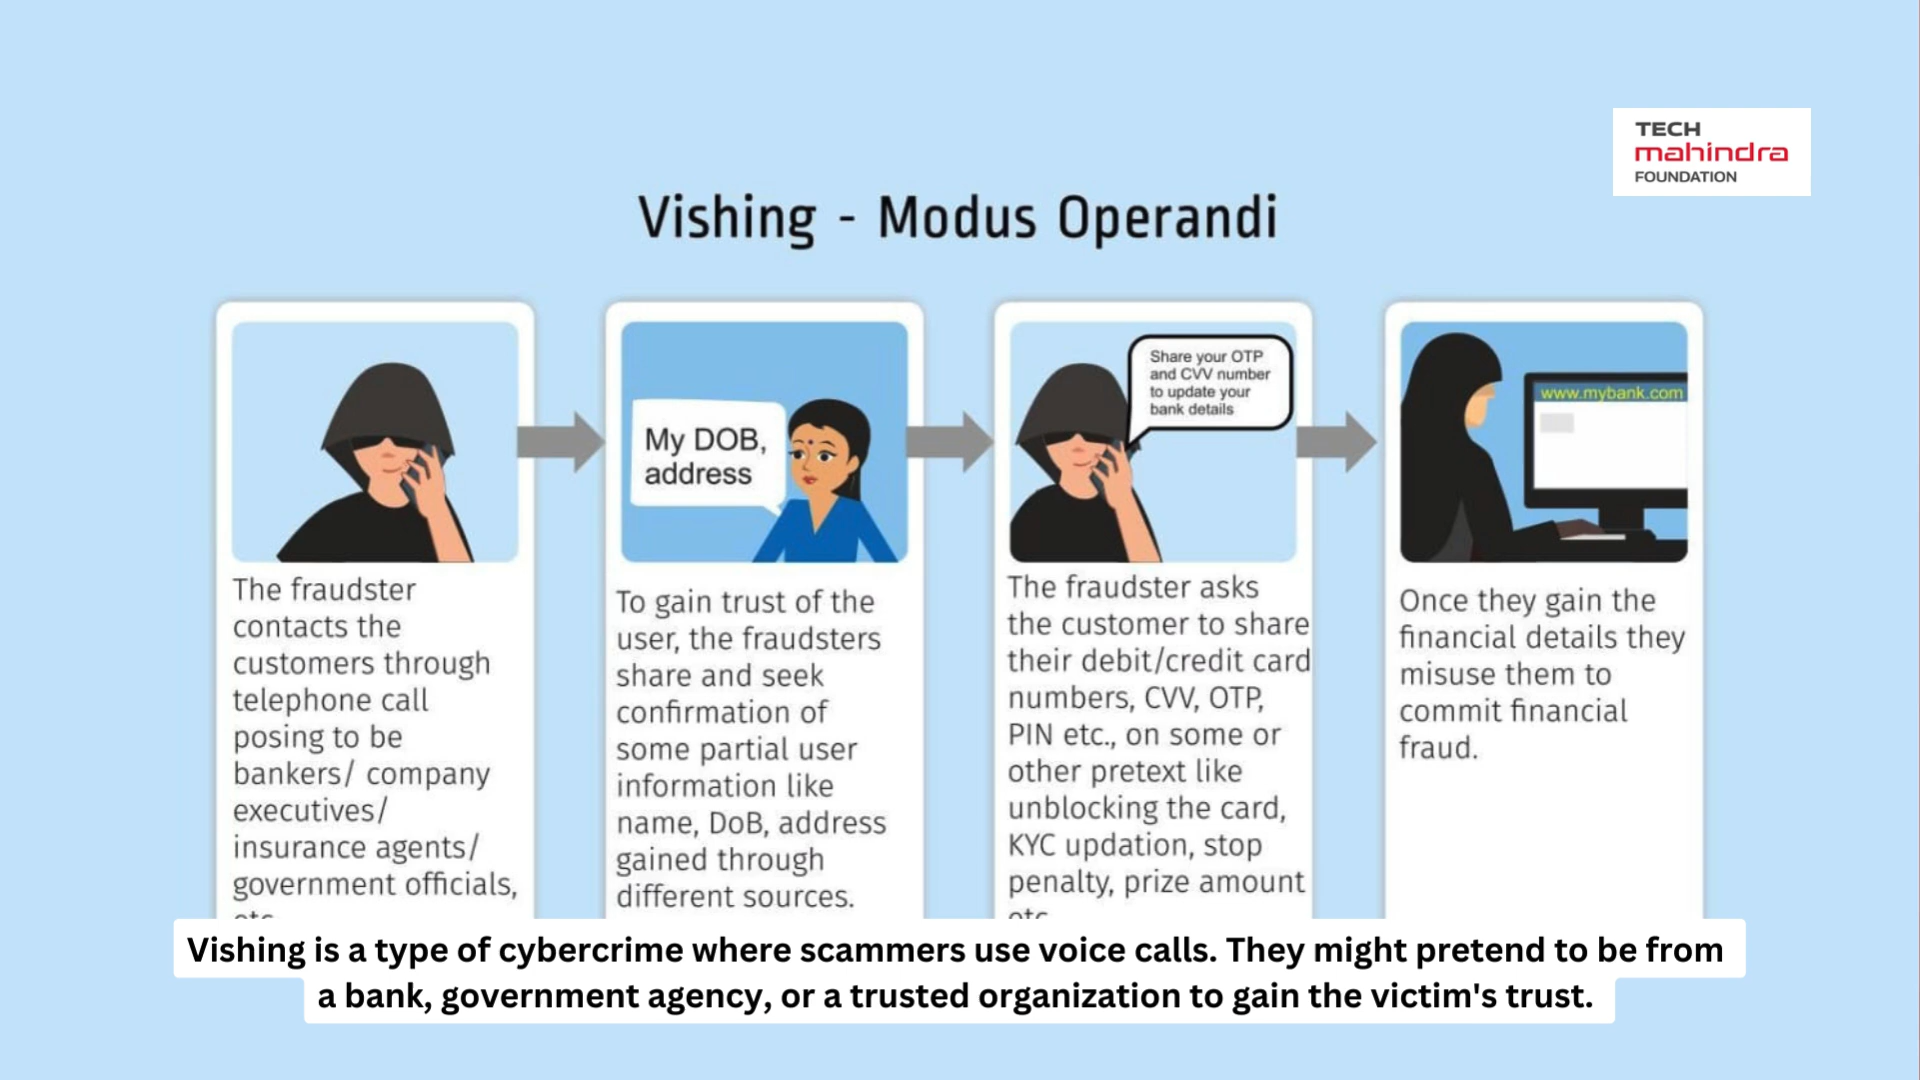 TECH
mahindra
FOUNDATION
Vishing - Modus Operandi
The fraudster
contacts the
customers through
telephone call
posing to be
bankers/ company
executives/
insurance agents/
government officials,
etc
My DOB,
address
To gain trust of the
user, the fraudsters
share and seek
confirmation of
some partial user
information like
name, DoB, address
gained through
different sources.
Share your OTP
and CVV number
to update your
bank details
The fraudster asks
the customer to share
their debit/credit card
numbers, CVV, OTP,
PIN etc., on some or
other pretext like
unblocking the card,
KYC updation, stop
penalty, prize amount
etc
www.mybank.com
Once they gain the
financial details they
misuse them to
commit financial
fraud.
Vishing is a type of cybercrime where scammers use voice calls. They might pretend to be from
a bank, government agency, or a trusted organization to gain the victim's trust.